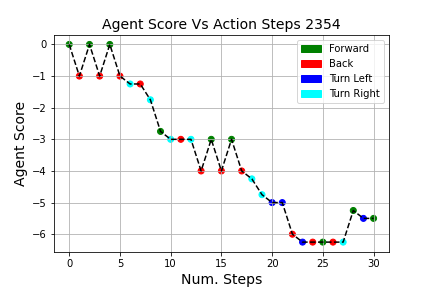 Agent Score Vs Action Steps 2354
Agent Score
0
−1
−2
−3
−4
−5
−6
Forward
Back
Turn Left
Turn Right
0 5 10 15 20 25 30
Num. Steps